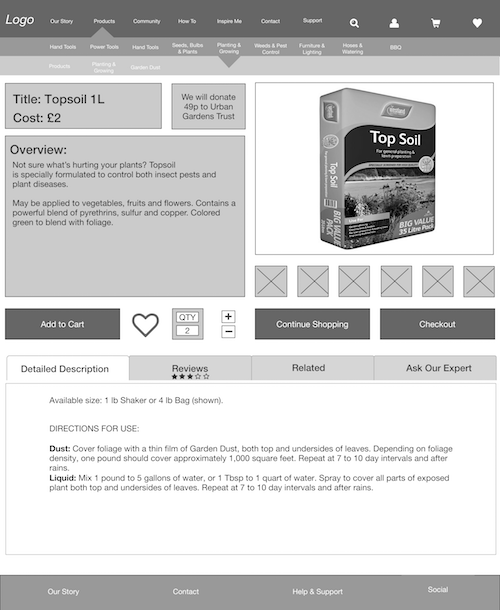 Logo
Our Story Products Community How To Inspire Me Contact Support
Hand Tools Power Tools Hand Tools Seeds, Bulbs & Plants Planting & Growing Weeds & Pest Control Furniture & Lighting Hoses & Watering BBQ
Products Planting & Growing Garden Dust
Title: Topsoil 1L
Cost: £2
We will donate
49p to Urban
Gardens Trust
Overview:
Not sure what's hurting your plants? Topsoil
is specially formulated to control both insect pests and
plant diseases.
May be applied to vegetables, fruits and flowers. Contains a
powerful blend of pyrethrins, sulfur and copper. Colored
green to blend with foliage.
Top Soil
For general planting &
Top Soil
BIG VALUE
35 Litre Pack
BIG VALUE
PACK
Add to Cart
QTY
2
+
−
Continue Shopping
Checkout
Detailed Description
Reviews
Related
Ask Our Expert
Available size: 1 lb Shaker or 4 lb Bag (shown).
DIRECTIONS FOR USE:
Dust: Cover foliage with a thin film of Garden Dust, both top and undersides of leaves. Depending on foliage
density, one pound should cover approximately 1,000 square feet. Repeat at 7 to 10 day intervals and after
rains.
Liquid: Mix 1 pound to 5 gallons of water, or 1 Tbsp to 1 quart of water. Spray to cover all parts of exposed
plant both top and undersides of leaves. Repeat at 7 to 10 day intervals and after rains.
Our Story Contact Help & Support Social